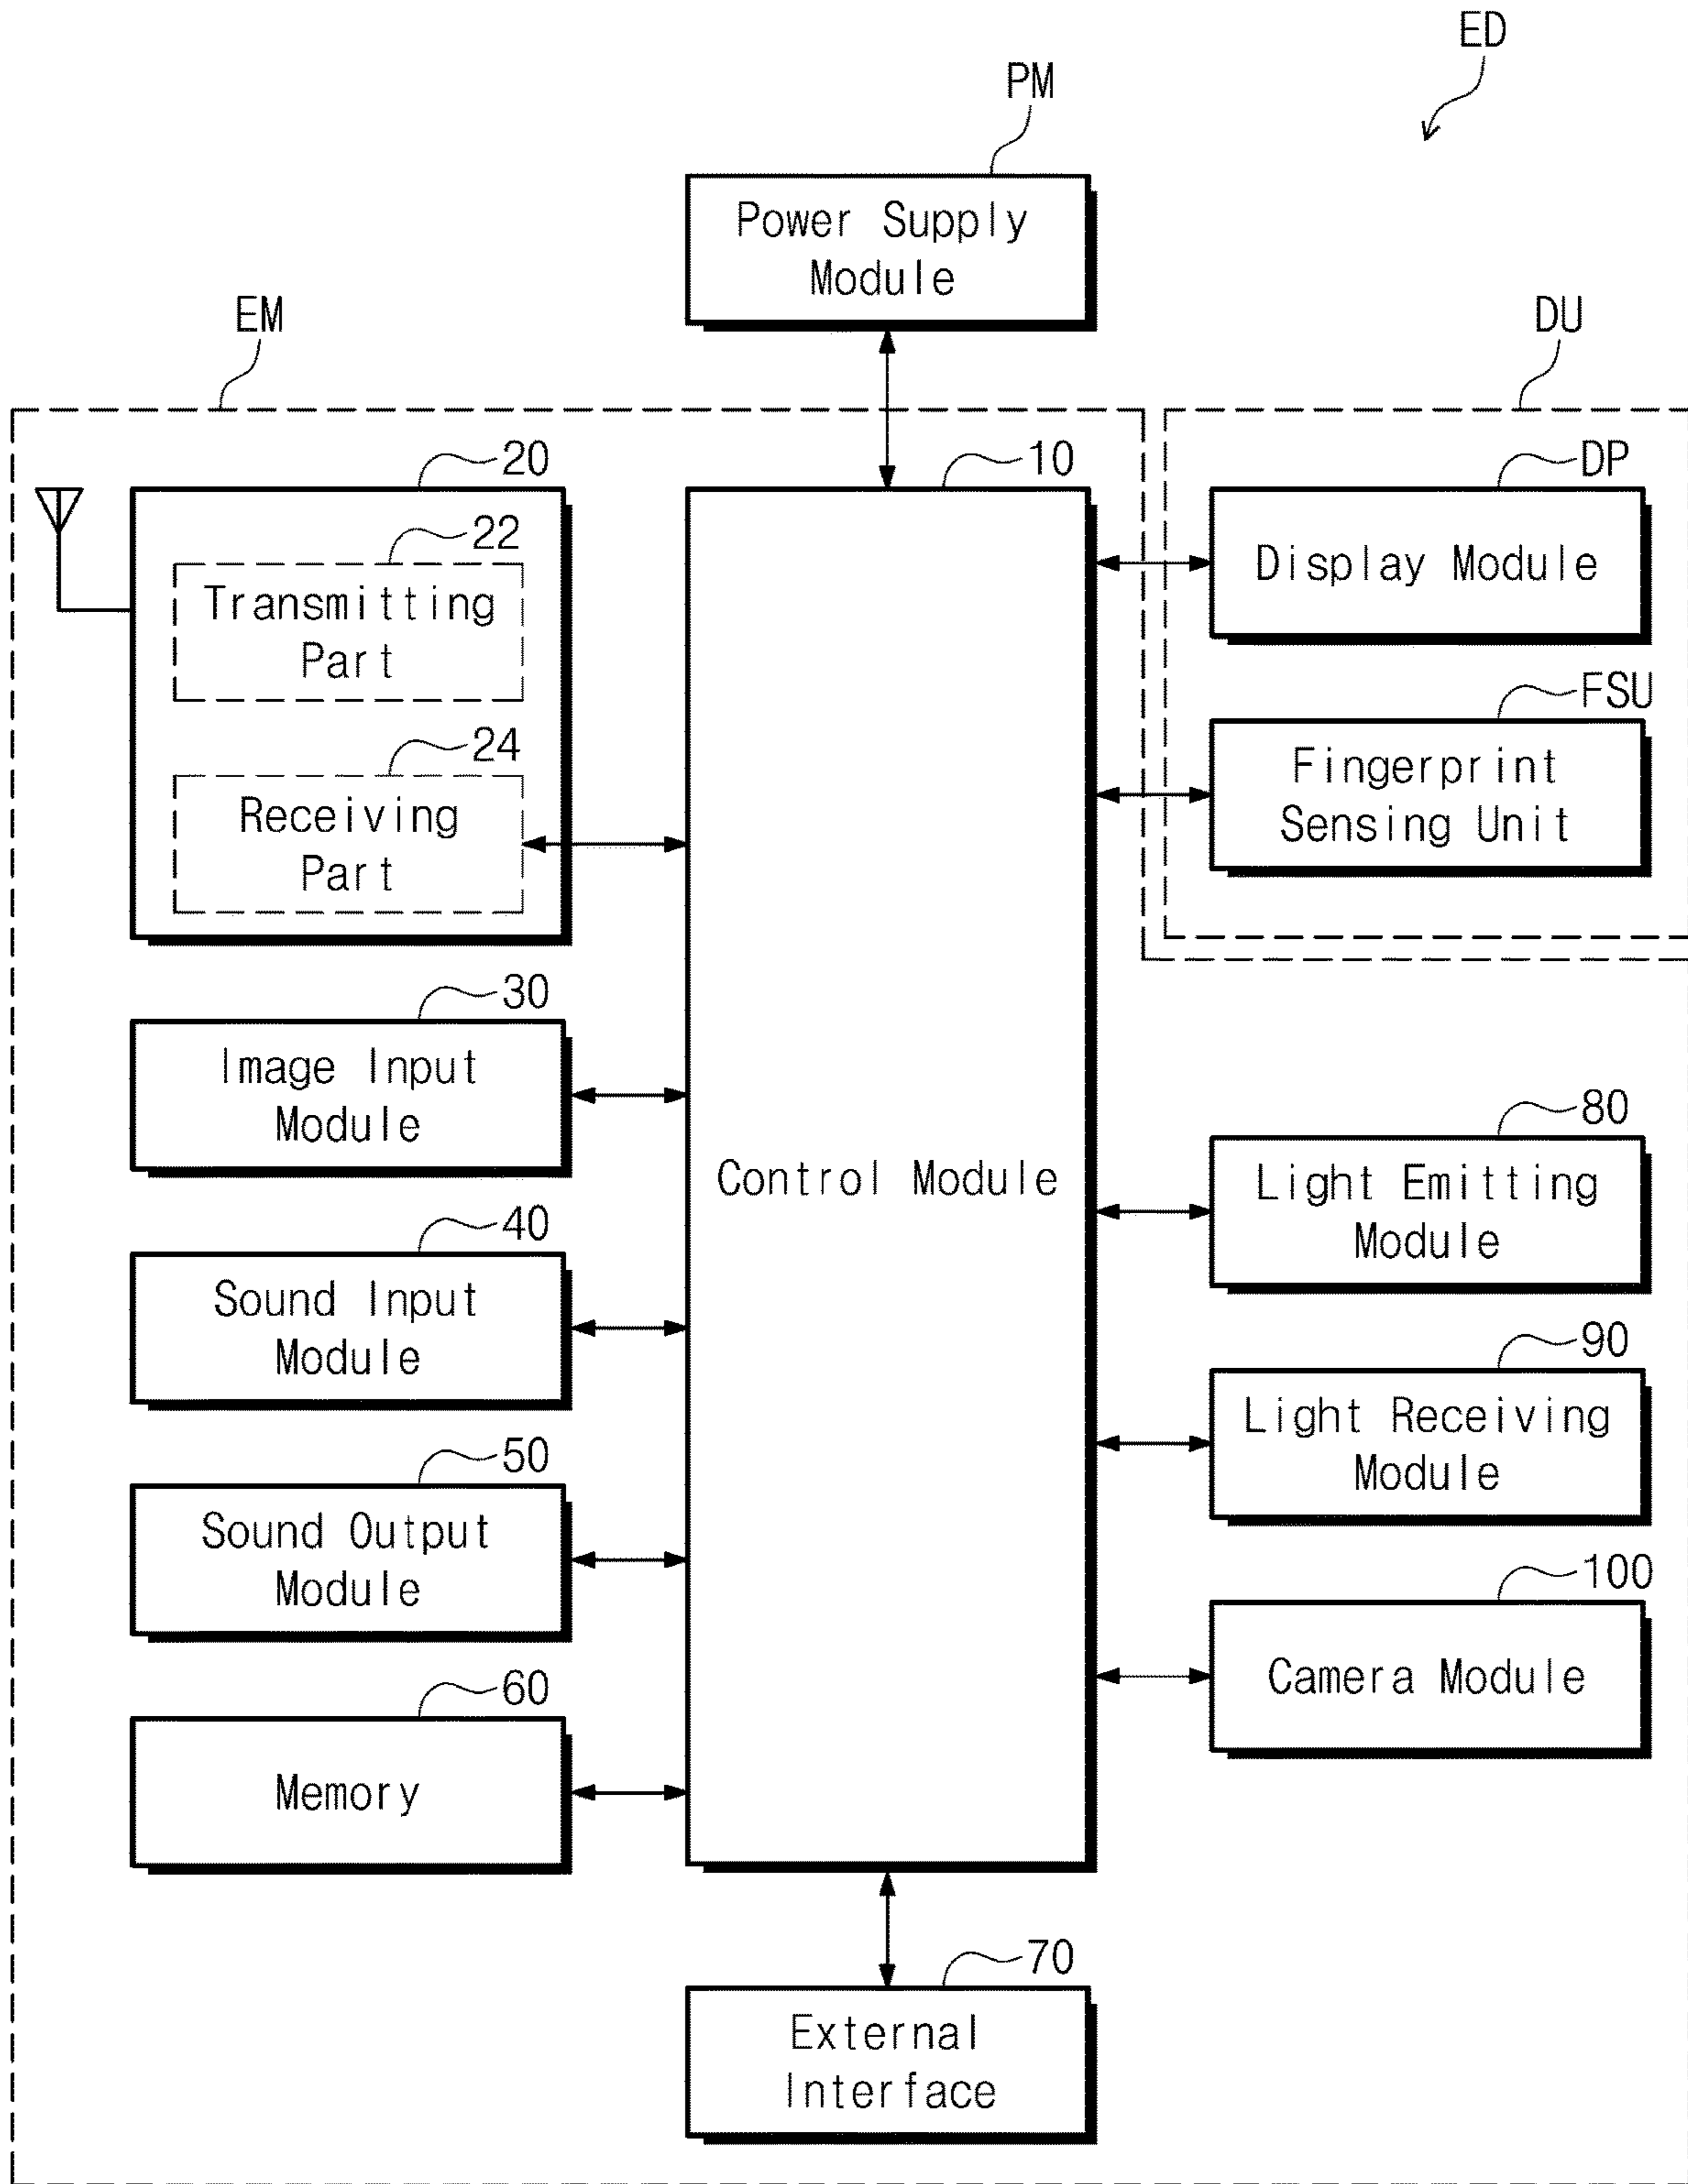 ED
PM
Power Supply
Module
EM
DU
20
10
DP
22
Transmitting
Part
Display Module
24
Receiving
Part
FSU
Fingerprint
Sensing Unit
30
Image Input
Module
Control Module
80
Light Emitting
Module
40
Sound Input
Module
90
Light Receiving
Module
50
Sound Output
Module
100
Camera Module
60
Memory
70
External
Interface